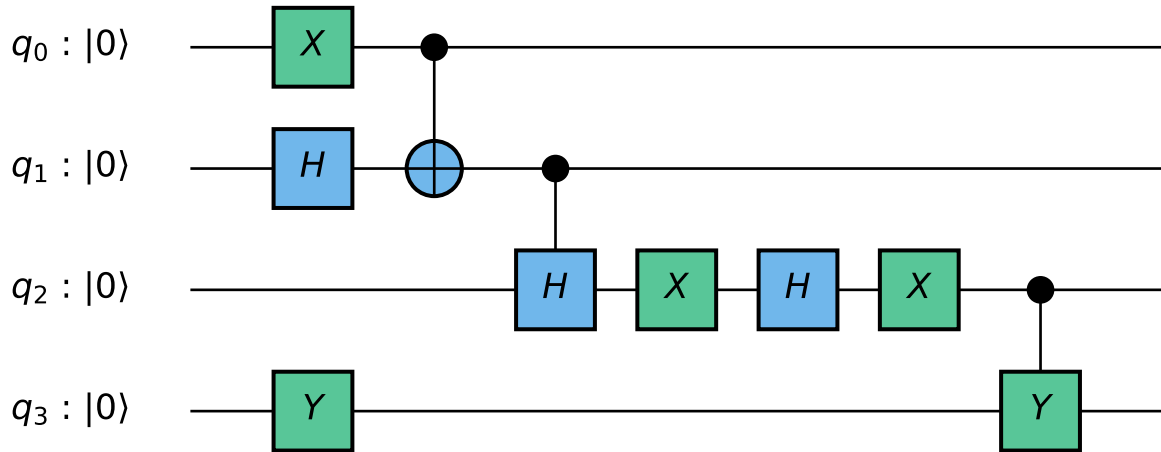 q₀ : |0⟩ X
q₁ : |0⟩ H
q₂ : |0⟩ H X H X
q₃ : |0⟩ Y Y